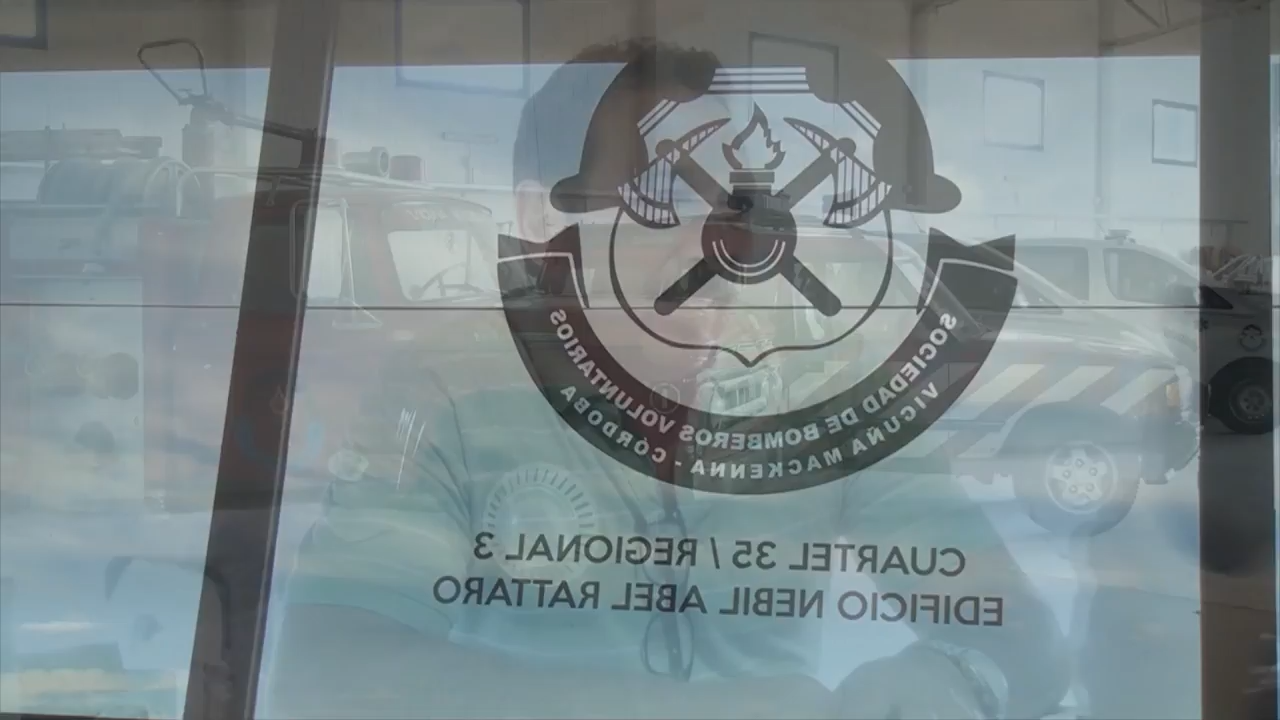 SOCIEDAD DE BOMBEROS VOLUNTARIOS
VICUÑA MACKENNA - CÓRDOBA
CUARTEL 35 / REGIONAL 3
EDIFICIO NEBIL ABEL RATTARO